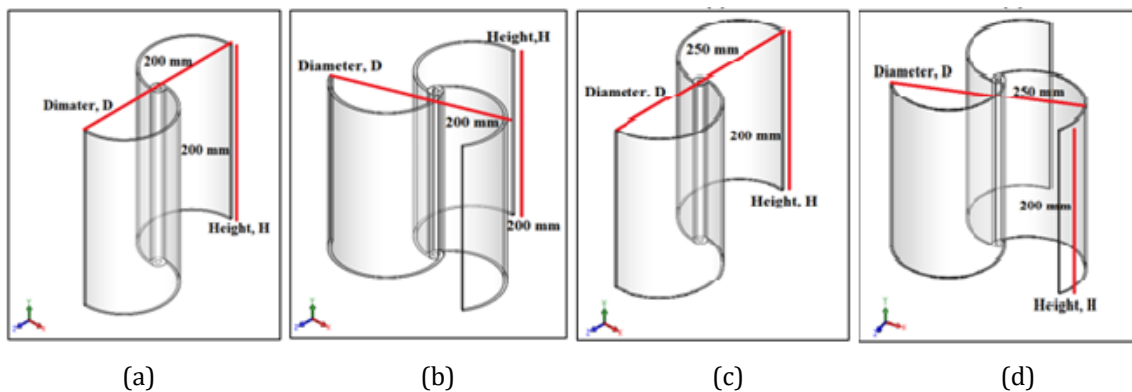 200 mm
Dimater, D
200 mm
Height, H
(a)
Height,H
Diameter, D
200 mm
200 mm
(b)
250 mm
Diameter. D
200 mm
Height. H
(c)
Diameter, D
250 mm
200 mm
Height, H
(d)